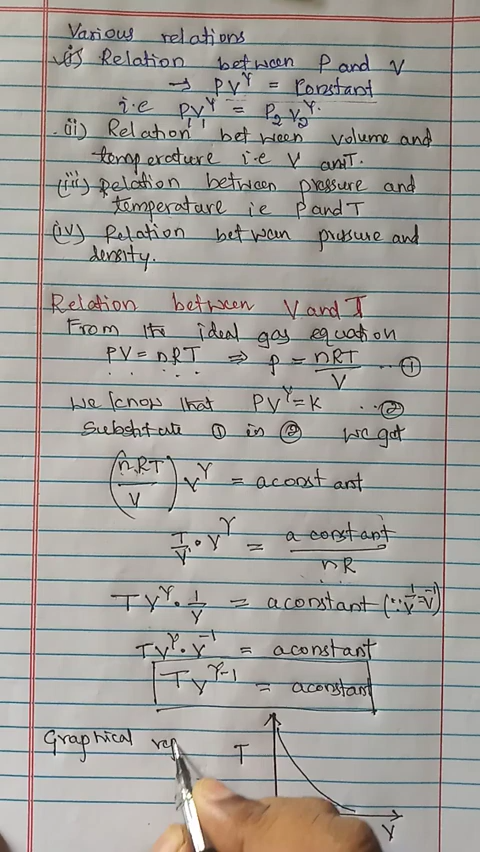 Various relations
(i) Relation between P and V
→ PV^γ = Constant
i.e P₁V₁^γ = P₂V₂^γ.
ii) Relation between volume and
temperature i.e V and T.
(iii) Relation between pressure and
temperature ie P and T
(iv) Relation between pressure and
density.
Relation between V and T
From the ideal gas equation
PV = nRT ⇒ P = nRT/V ...①
We know that PV^γ = K ...②
Substitute ① in ② we get
(nRT/V) V^γ = a constant
T/V · V^γ = a constant/nR
TV^γ · 1/V = a constant (∵ 1/V = V^-1)
TV^γ · V^-1 = a constant
TV^γ-1 = a constant
Graphical rep
T
V